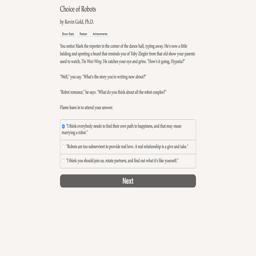 Choice of Robots
by Kevin Gold, Ph.D.
Show Stats Restart Achievements
You notice Mark the reporter in the corner of the dance hall, typing away. He's now a little
balding and sporting a beard that reminds you of Toby Ziegler from that old show your parents
used to watch, The West Wing. He catches your eye and grins. "How's it going,
"Well," you say. "What's the story you're writing now about?"
"Robot romance," he says. "What do you think about all the robot couples?"
leans in to attend your answer.
"I think everybody needs to find their own path to happiness, and that may mean
marrying a robot."
"Robots are too subservient to provide real love. A real relationship is a give and take."
"I think you should join us, rotate partners, and find out what it's like yourself."
Next